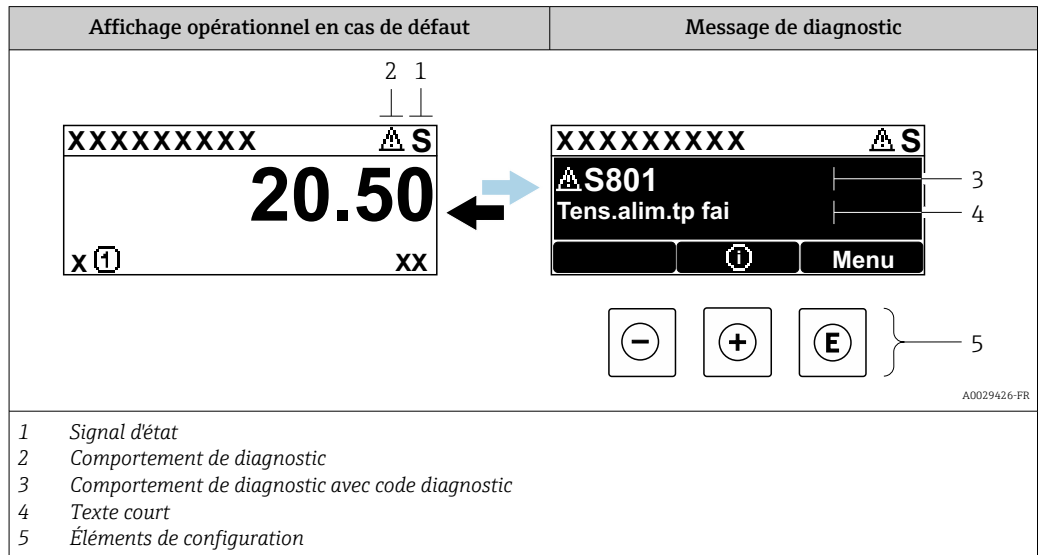 Affichage opérationnel en cas de défaut
Message de diagnostic
2 1
XXXXXXXXX S
20.50
x 1 XX
XXXXXXXXX S
S801
Tens.alim.tp fai
i Menu
3
4
- + E
5
A0029426-FR
1 Signal d'état
2 Comportement de diagnostic
3 Comportement de diagnostic avec code diagnostic
4 Texte court
5 Éléments de configuration